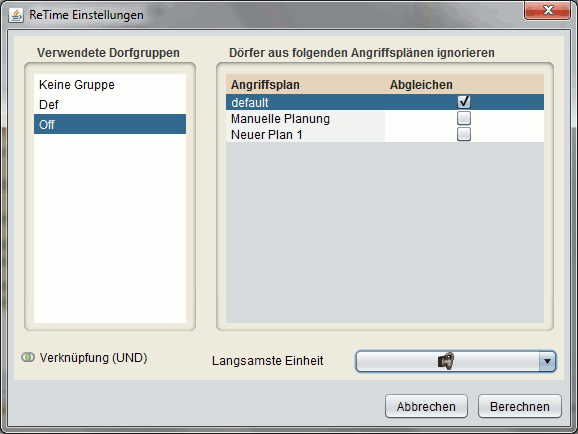 ReTime Einstellungen
Verwendete Dorfgruppen
Keine Gruppe
Def
Off
Dörfer aus folgenden Angriffsplänen ignorieren
Angriffsplan Abgleichen
default
Manuelle Planung
Neuer Plan 1
Verknüpfung (UND)
Langsamste Einheit
Abbrechen Berechnen